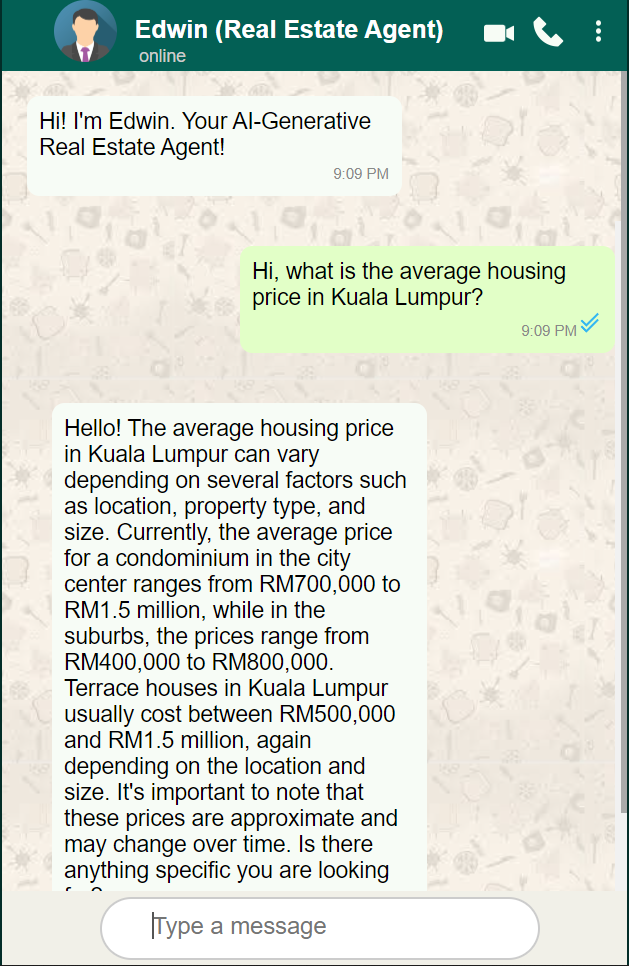 Edwin (Real Estate Agent)
online
Hi! I'm Edwin. Your AI-Generative
Real Estate Agent!
9:09 PM
Hi, what is the average housing
price in Kuala Lumpur?
9:09 PM
Hello! The average housing price
in Kuala Lumpur can vary
depending on several factors such
as location, property type, and
size. Currently, the average price
for a condominium in the city
center ranges from RM700,000 to
RM1.5 million, while in the
suburbs, the prices range from
RM400,000 to RM800,000.
Terrace houses in Kuala Lumpur
usually cost between RM500,000
and RM1.5 million, again
depending on the location and
size. It's important to note that
these prices are approximate and
may change over time. Is there
anything specific you are looking
Type a message